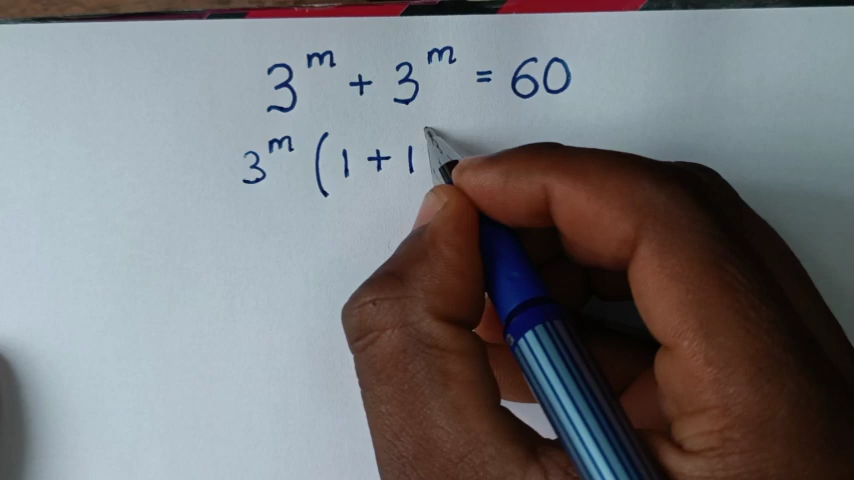 3^m + 3^m = 60
3^m (1 + 1